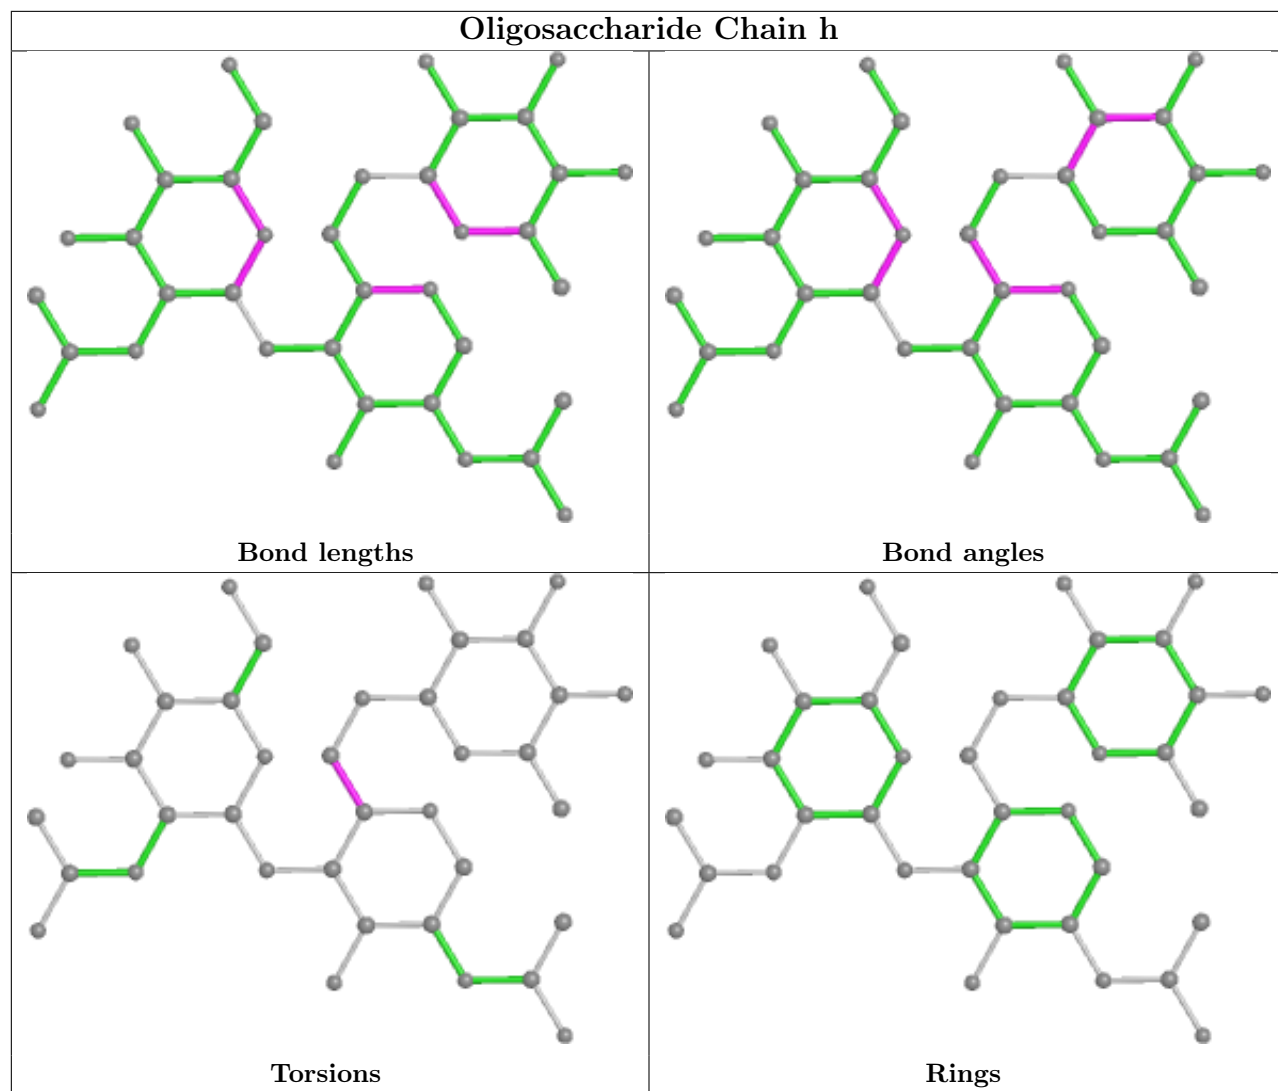 Oligosaccharide Chain h
Bond lengths
Bond angles
Torsions
Rings